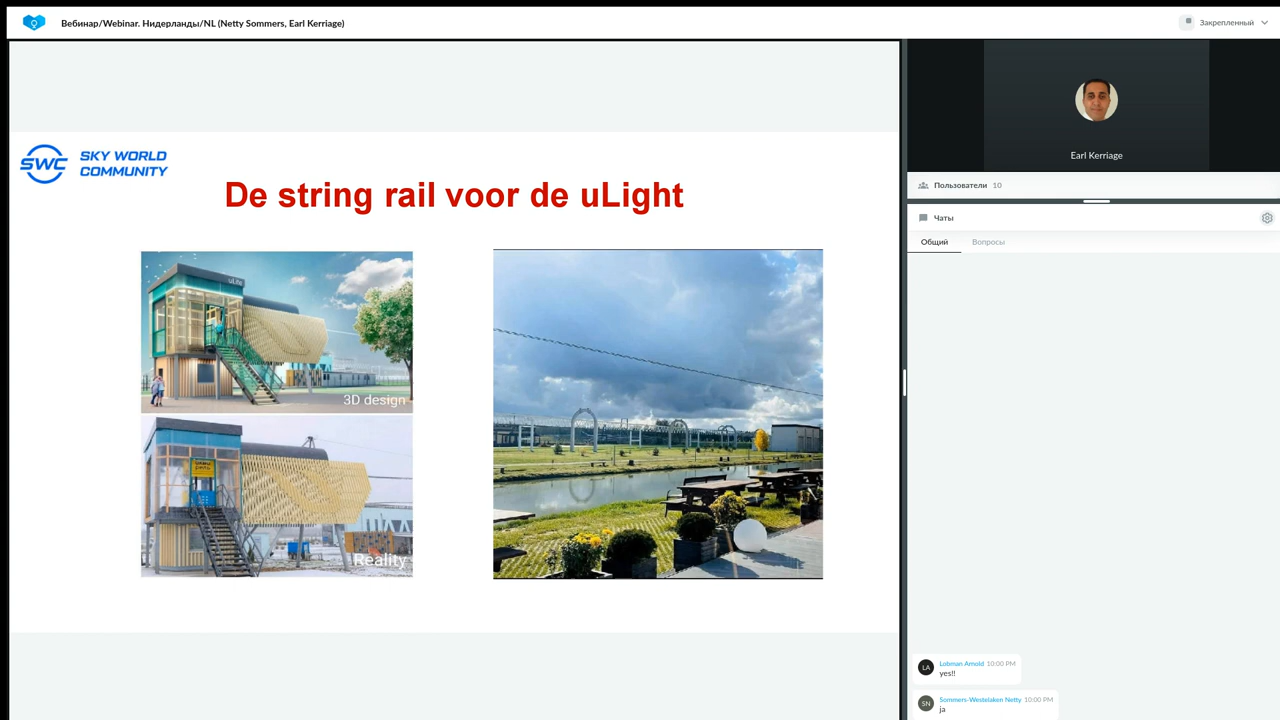 Вебинар/Webinar. Нидерланды/NL (Netty Sommers, Earl Kerriage)
Закрепленный
SWC SKY WORLD
COMMUNITY
De string rail voor de uLight
uLite
3D design
Reality
Earl Kerriage
Пользователи 10
Чаты
Общий Вопросы
LA Lobman Arnold 10:00 PM
yes!!
SN Sommers-Westelaken Netty 10:00 PM
ja